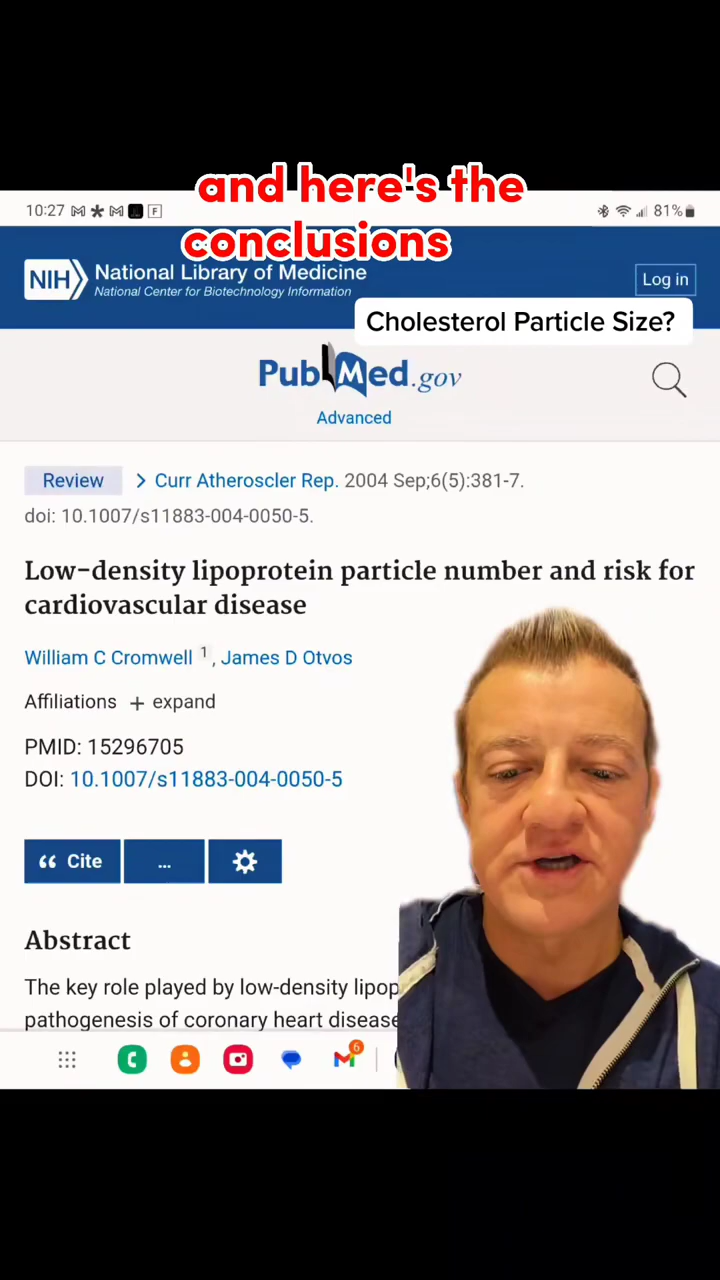 and here's the
10:27
81%
conclusions
NIH
National Library of Medicine
National Center for Biotechnology Information
Log in
Cholesterol Particle Size?
PubMed.gov
Advanced
Review
Curr Atheroscler Rep. 2004 Sep;6(5):381-7.
doi: 10.1007/s11883-004-0050-5.
Low-density lipoprotein particle number and risk for
cardiovascular disease
William C Cromwell 1, James D Otvos
Affiliations + expand
PMID: 15296705
DOI: 10.1007/s11883-004-0050-5
Cite
...
Abstract
The key role played by low-density lipop
pathogenesis of coronary heart disease
6